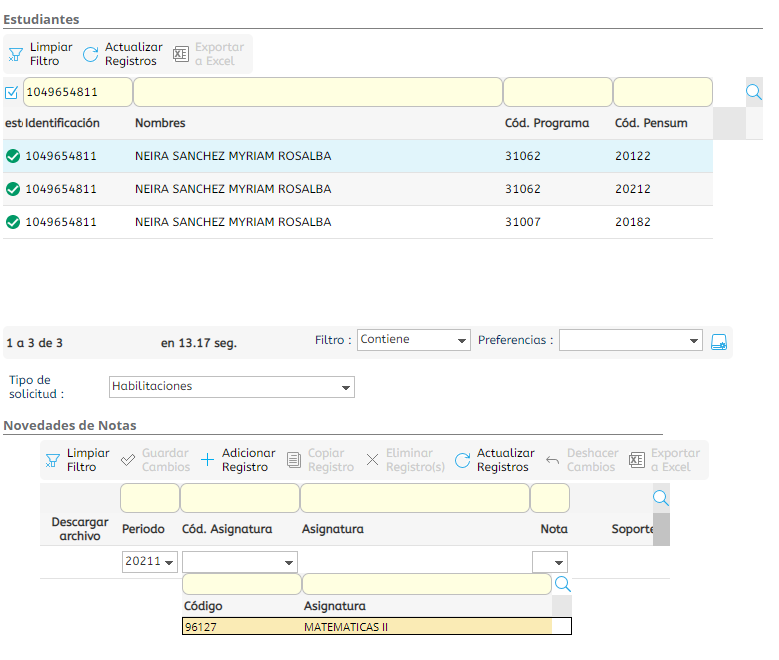 Estudiantes
Limpiar Filtro Actualizar Registros Exportar a Excel
1049654811
est Identificación Nombres Cód. Programa Cód. Pensum
1049654811 NEIRA SANCHEZ MYRIAM ROSALBA 31062 20122
1049654811 NEIRA SANCHEZ MYRIAM ROSALBA 31062 20212
1049654811 NEIRA SANCHEZ MYRIAM ROSALBA 31007 20182
1 a 3 de 3 en 13.17 seg. Filtro : Contiene Preferencias :
Tipo de solicitud : Habilitaciones
Novedades de Notas
Limpiar Filtro Guardar Cambios Adicionar Registro Copiar Registro Eliminar Registro(s) Actualizar Registros Deshacer Cambios Exportar a Excel
Descargar archivo Periodo Cód. Asignatura Asignatura Nota Soporte
20211
Código Asignatura
96127 MATEMATICAS II